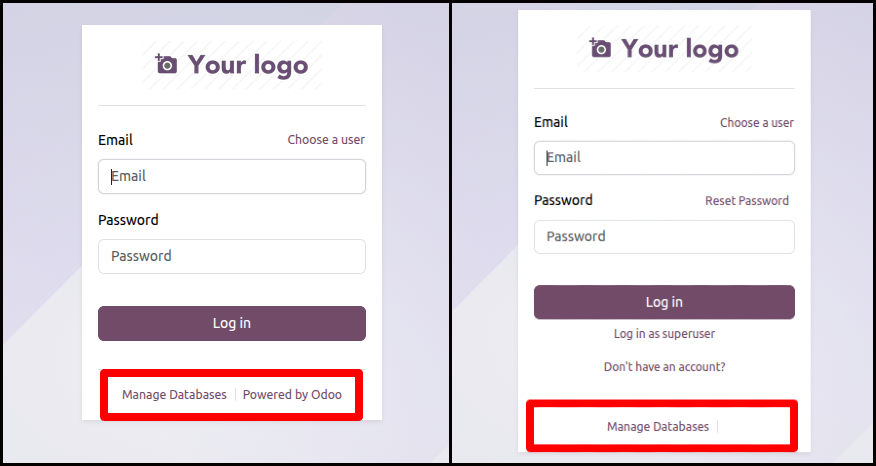 Your logo
Email Choose a user
Email
Password
Password
Log in
Manage Databases Powered by Odoo
Your logo
Email Choose a user
Email
Password Reset Password
Password
Log in
Log in as superuser
Don't have an account?
Manage Databases